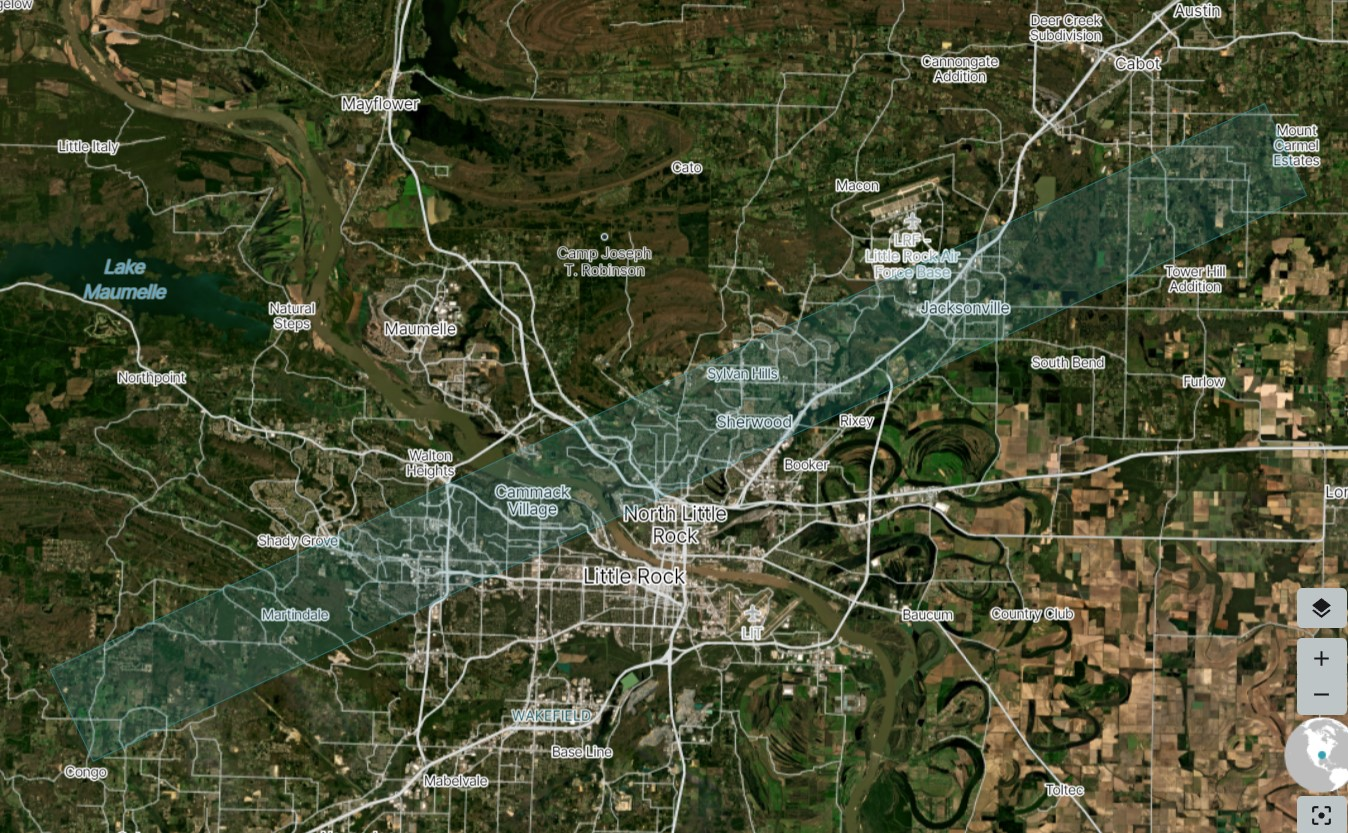 gelow
Austin
Deer Creek
Subdivision
Cannongate
Addition
Cabot
Mayflower
Mount
Carmel
Estates
Little Italy
Cato
Macon
LRF -
Little Rock Air
Force Base
Camp Joseph
T. Robinson
Lake
Maumelle
Tower Hill
Addition
Natural
Steps
Jacksonville
Maumelle
South Bend
Northpoint
Sylvan Hills
Furlow
Sherwood
Rixey
Walton
Heights
Booker
Cammack
Village
Lon
North Little
Rock
Shady Grove
Little Rock
Martindale
LIT
Baucum
Country Club
WAKEFIELD
Base Line
Congo
Mabelvale
Toltec
+
−